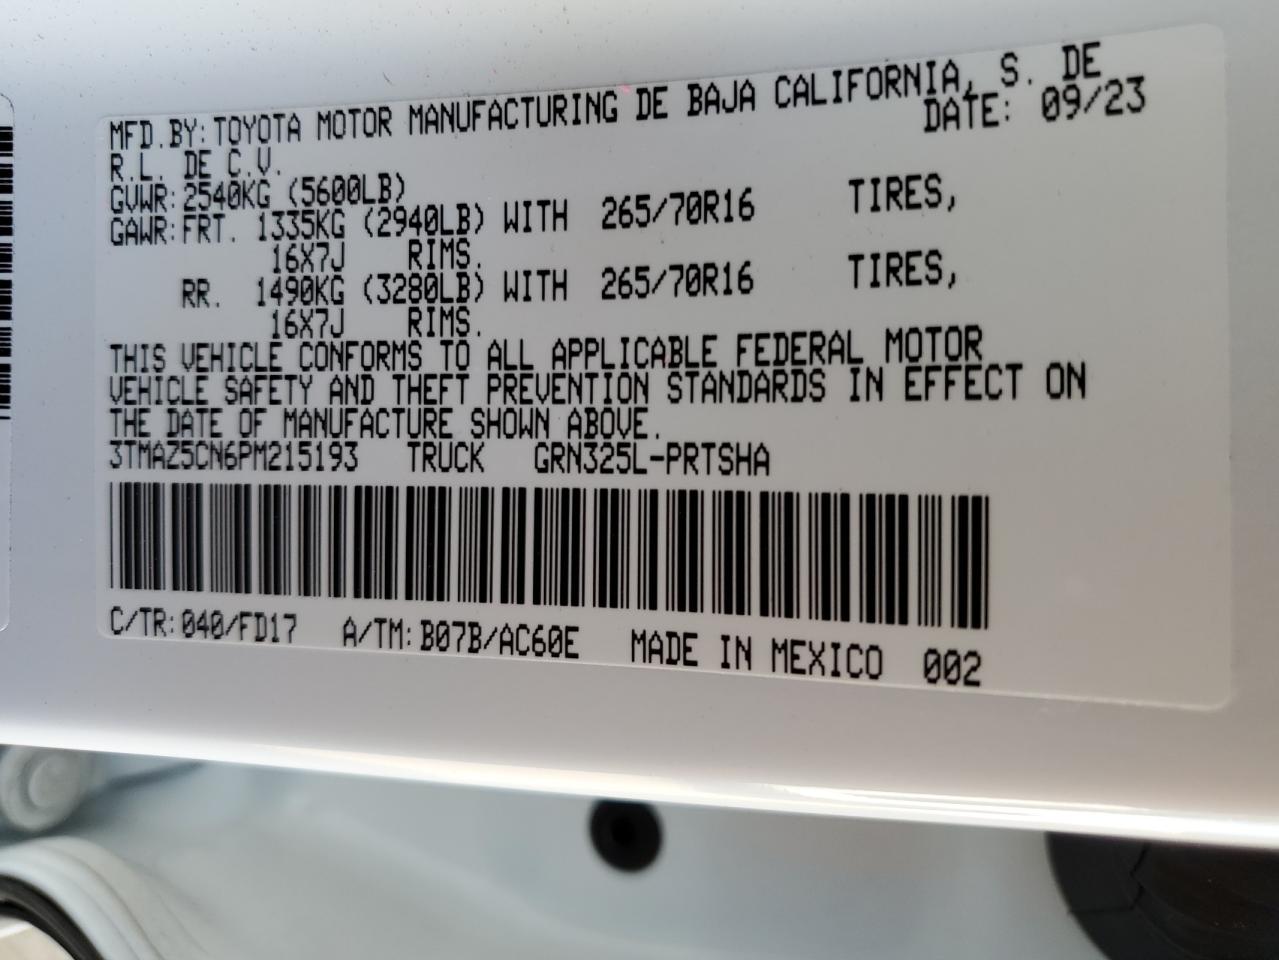 MFD.BY:TOYOTA MOTOR MANUFACTURING DE BAJA CALIFORNIA, S. DE
R.L. DE C.V. DATE: 09/23
GVWR:2540KG (5600LB)
GAWR:FRT. 1335KG (2940LB) WITH 265/70R16 TIRES,
16X7J RIMS.
RR. 1490KG (3280LB) WITH 265/70R16 TIRES,
16X7J RIMS.
THIS VEHICLE CONFORMS TO ALL APPLICABLE FEDERAL MOTOR
VEHICLE SAFETY AND THEFT PREVENTION STANDARDS IN EFFECT ON
THE DATE OF MANUFACTURE SHOWN ABOVE.
3TMAZ5CN6PM215193 TRUCK GRN325L-PRTSHA
C/TR:040/FD17 A/TM:B07B/AC60E MADE IN MEXICO 002